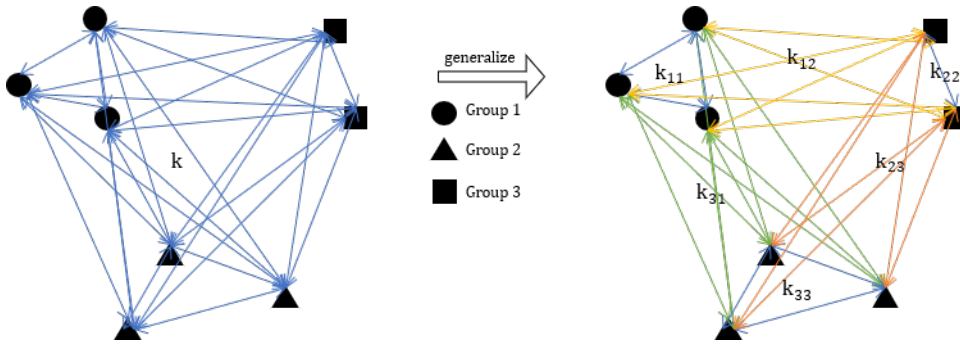 generalize
Group 1
Group 2
Group 3
k
k₁₁
k₁₂
k₂₂
k₂₃
k₃₁
k₃₃